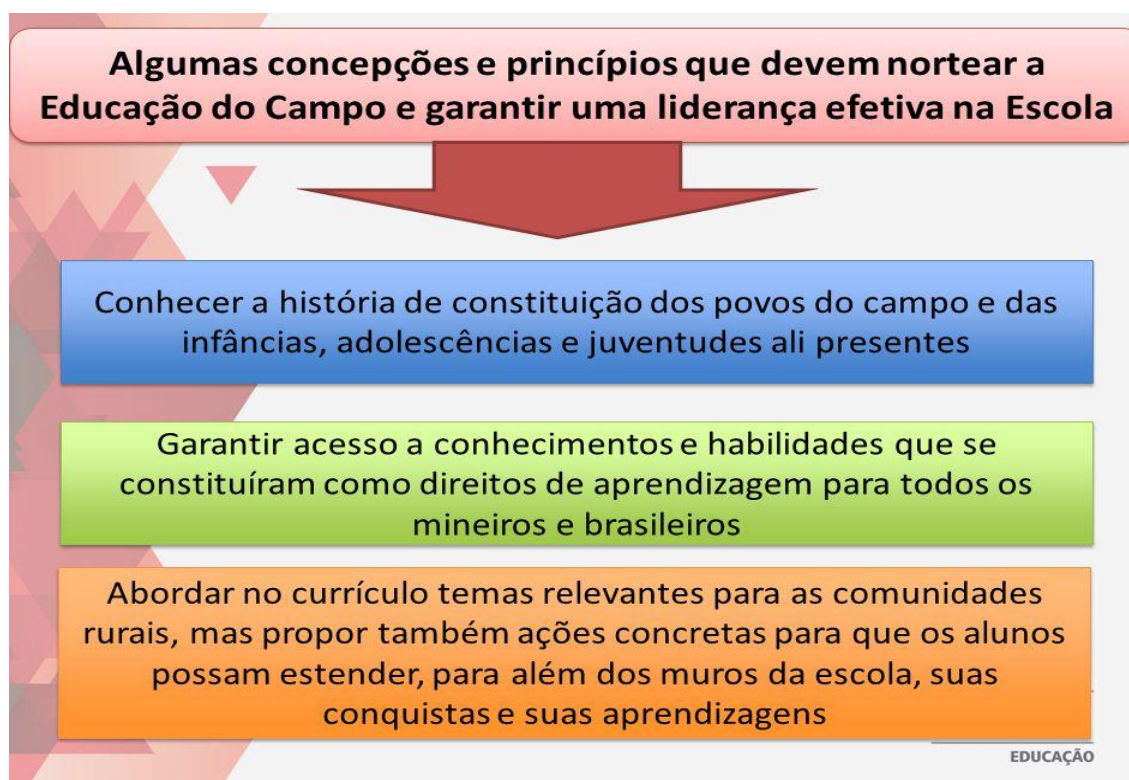 Algumas concepções e princípios que devem nortear a
Educação do Campo e garantir uma liderança efetiva na Escola
Conhecer a história de constituição dos povos do campo e das
infâncias, adolescências e juventudes ali presentes
Garantir acesso a conhecimentos e habilidades que se
constituíram como direitos de aprendizagem para todos os
mineiros e brasileiros
Abordar no currículo temas relevantes para as comunidades
rurais, mas propor também ações concretas para que os alunos
possam estender, para além dos muros da escola, suas
conquistas e suas aprendizagens
EDUCAÇÃO